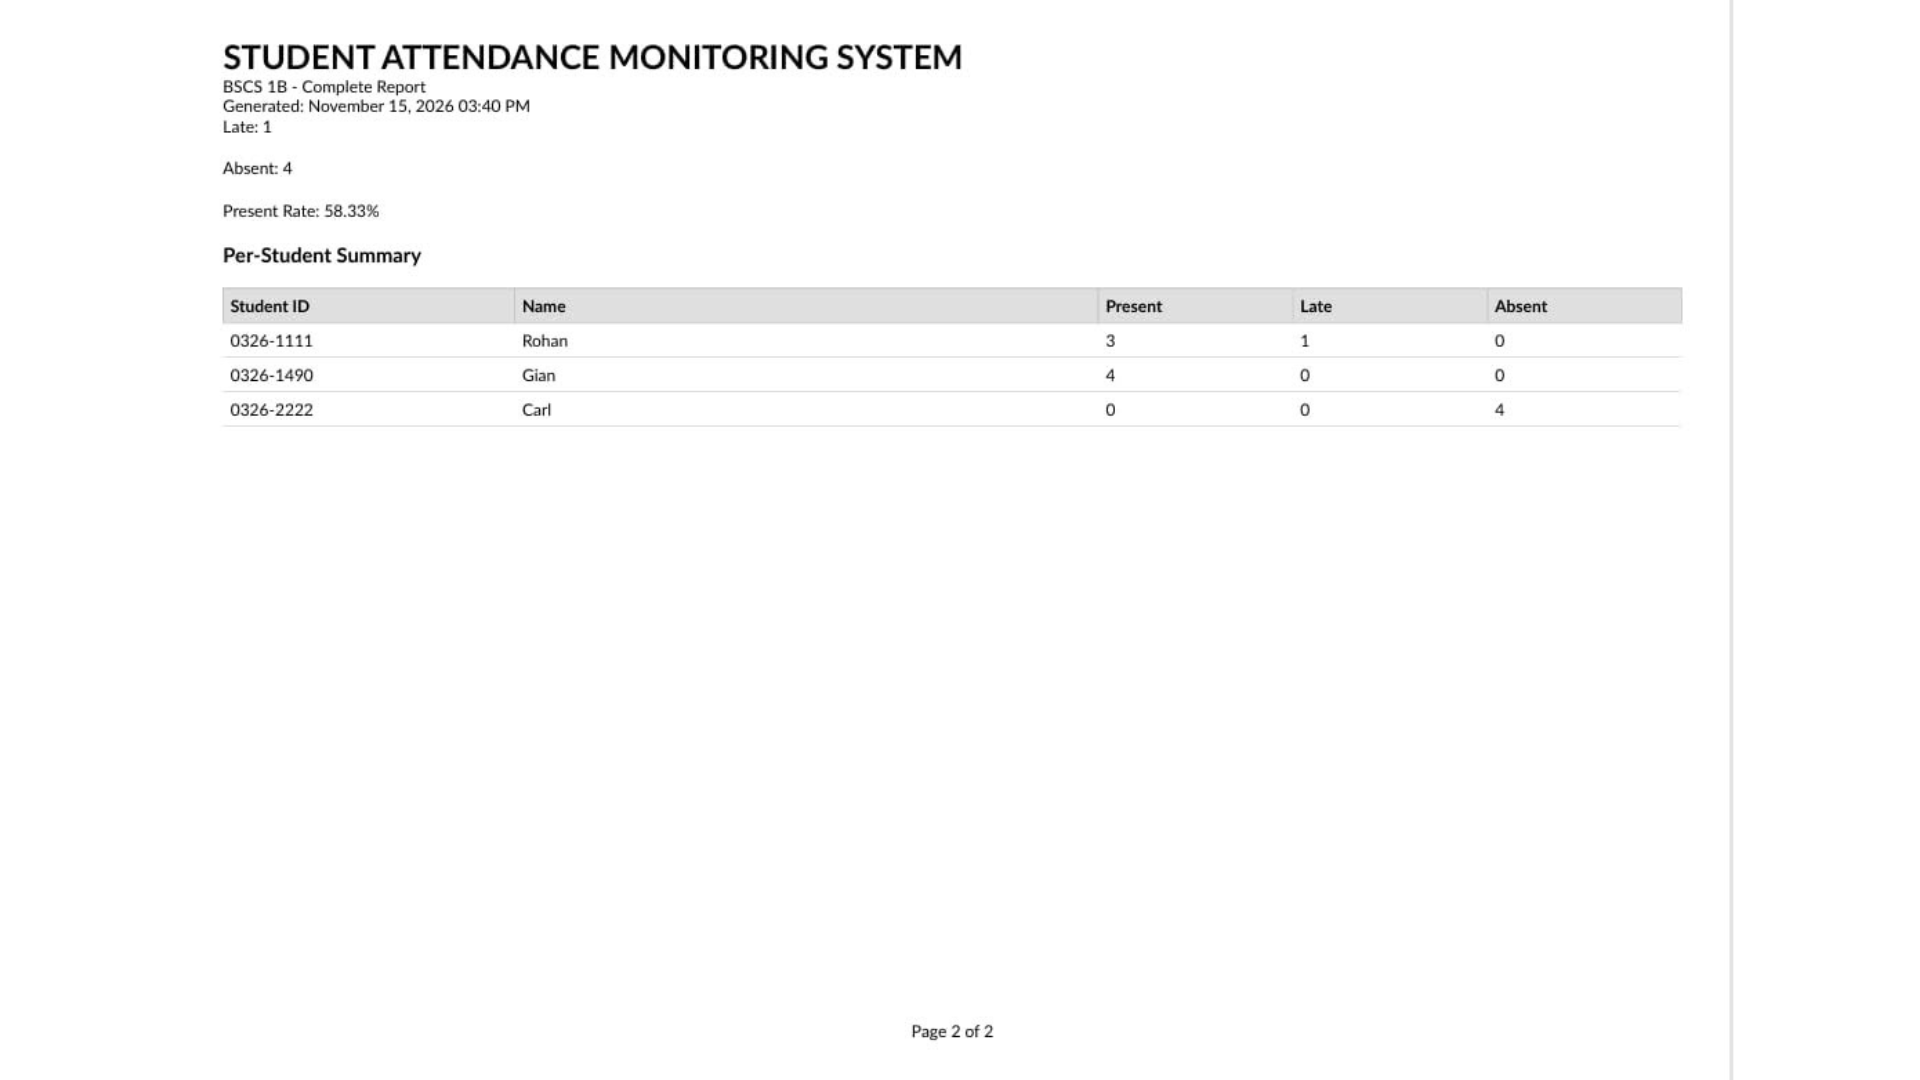 STUDENT ATTENDANCE MONITORING SYSTEM
BSCS 1B - Complete Report
Generated: November 15, 2026 03:40 PM
Late: 1
Absent: 4
Present Rate: 58.33%
Per-Student Summary
Student ID Name Present Late Absent
0326-1111 Rohan 3 1 0
0326-1490 Gian 4 0 0
0326-2222 Carl 0 0 4
Page 2 of 2